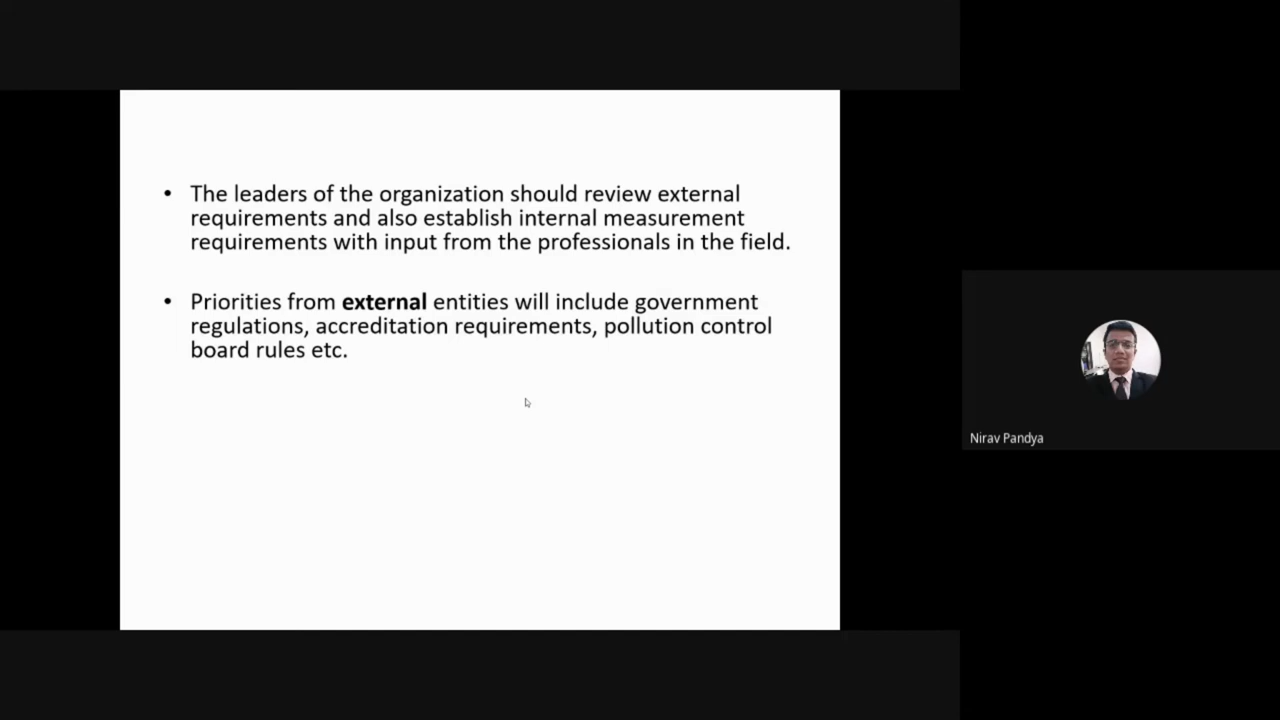 • The leaders of the organization should review external
requirements and also establish internal measurement
requirements with input from the professionals in the field.
• Priorities from external entities will include government
regulations, accreditation requirements, pollution control
board rules etc.
Nirav Pandya